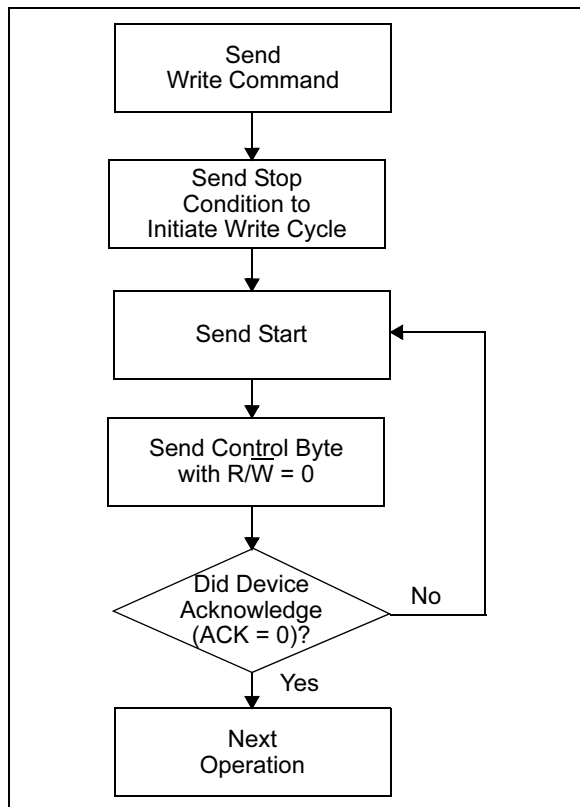 Send
Write Command
Send Stop
Condition to
Initiate Write Cycle
Send Start
Send Control Byte
with R/W̅ = 0
Did Device
Acknowledge
(ACK = 0)?
No
Yes
Next
Operation